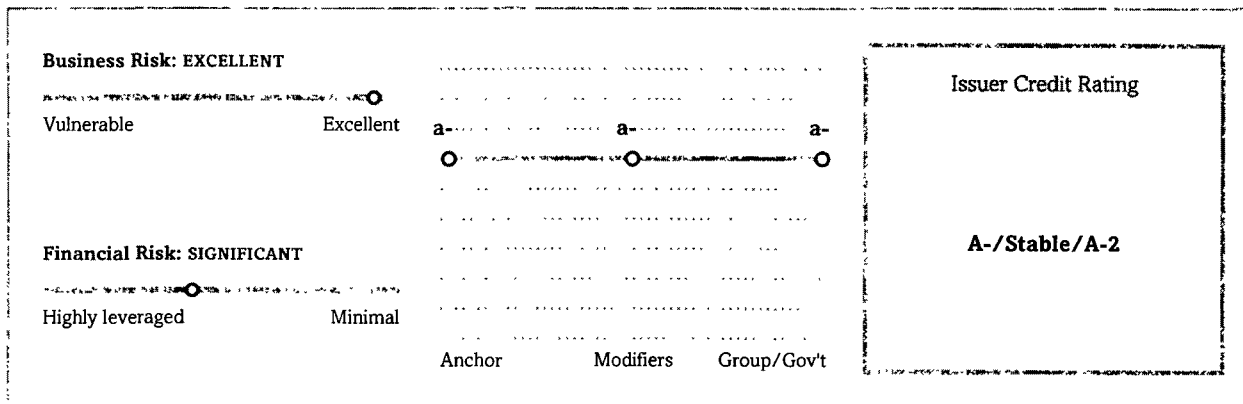 Business Risk: EXCELLENT
Vulnerable Excellent
Financial Risk: SIGNIFICANT
Highly leveraged Minimal
a- a- a-
Anchor Modifiers Group/Gov't
Issuer Credit Rating
A-/Stable/A-2